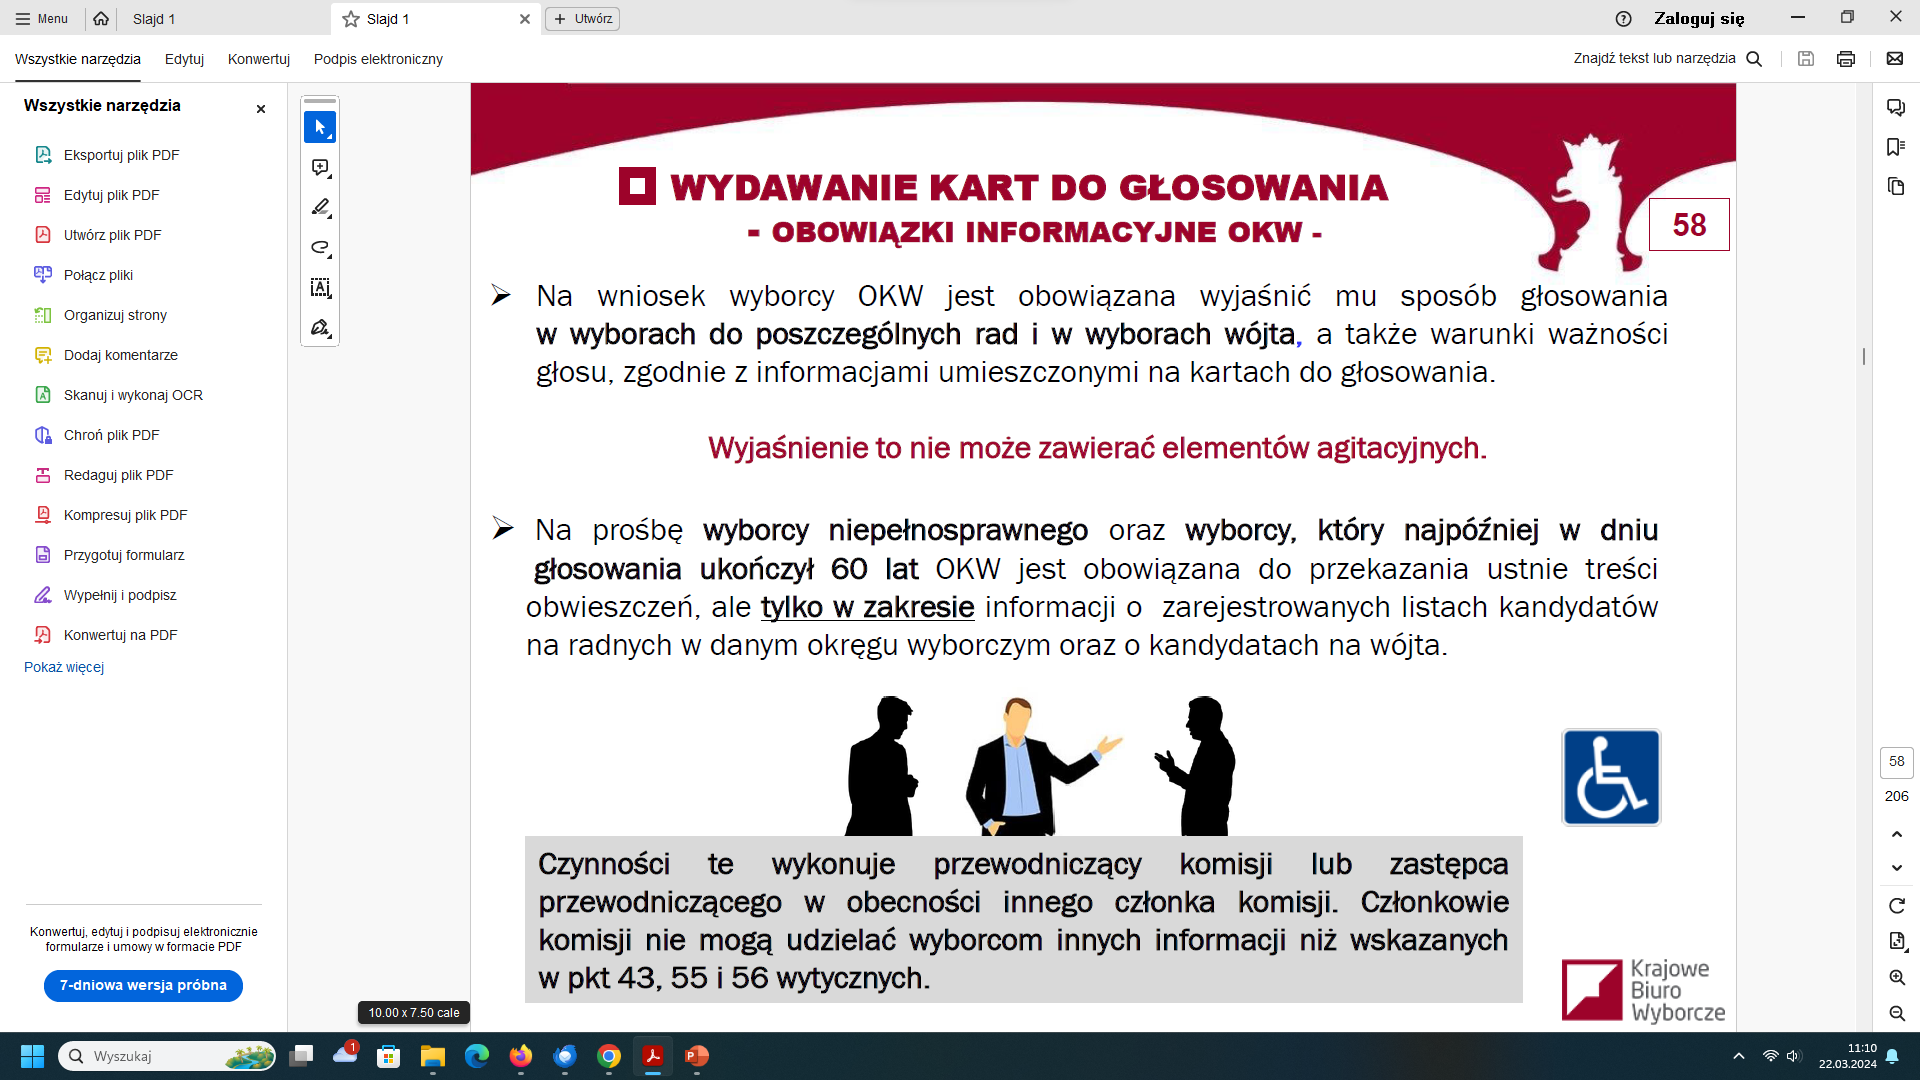 Menu
Slajd 1
Slajd 1
Utwórz
Zaloguj się
Wszystkie narzędzia
Edytuj
Konwertuj
Podpis elektroniczny
Znajdź tekst lub narzędzia
Wszystkie narzędzia
Eksportuj plik PDF
Edytuj plik PDF
Utwórz plik PDF
Połącz pliki
Organizuj strony
Dodaj komentarze
Skanuj i wykonaj OCR
Chroń plik PDF
Redaguj plik PDF
Kompresuj plik PDF
Przygotuj formularz
Wypełnij i podpisz
Konwertuj na PDF
Pokaż więcej
Konwertuj, edytuj i podpisuj elektronicznie
formularze i umowy w formacie PDF
7-dniowa wersja próbna
WYDAWANIE KART DO GŁOSOWANIA
- OBOWIĄZKI INFORMACYJNE OKW -
58
Na wniosek wyborcy OKW jest obowiązana wyjaśnić mu sposób głosowania
w wyborach do poszczególnych rad i w wyborach wójta, a także warunki ważności
głosu, zgodnie z informacjami umieszczonymi na kartach do głosowania.
Wyjaśnienie to nie może zawierać elementów agitacyjnych.
Na prośbę wyborcy niepełnosprawnego oraz wyborcy, który najpóźniej w dniu
głosowania ukończył 60 lat OKW jest obowiązana do przekazania ustnie treści
obwieszczeń, ale tylko w zakresie informacji o zarejestrowanych listach kandydatów
na radnych w danym okręgu wyborczym oraz o kandydatach na wójta.
Czynności te wykonuje przewodniczący komisji lub zastępca
przewodniczącego w obecności innego członka komisji. Członkowie
komisji nie mogą udzielać wyborcom innych informacji niż wskazanych
w pkt 43, 55 i 56 wytycznych.
Krajowe
Biuro
Wyborcze
10.00 x 7.50 cale
58
206
Wyszukaj
1
11:10
22.03.2024